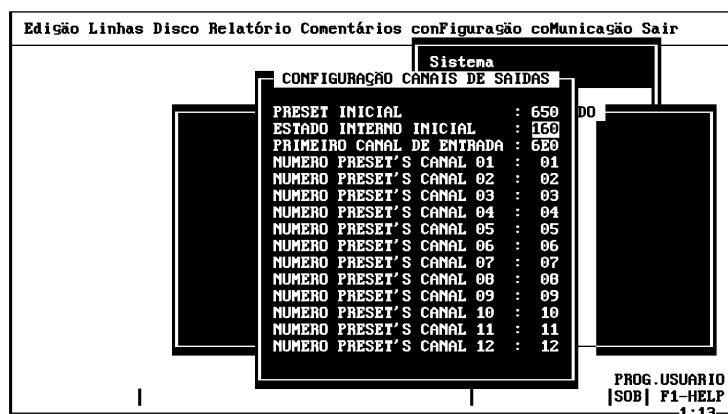 Edição Linhas Disco Relatório Comentários conFiguração coMunicação Sair
Sistema
CONFIGURAÇÃO CANAIS DE SAIDAS
PRESET INICIAL : 650
DO
ESTADO INTERNO INICIAL : 160
PRIMEIRO CANAL DE ENTRADA : 6E0
NUMERO PRESET'S CANAL 01 : 01
NUMERO PRESET'S CANAL 02 : 02
NUMERO PRESET'S CANAL 03 : 03
NUMERO PRESET'S CANAL 04 : 04
NUMERO PRESET'S CANAL 05 : 05
NUMERO PRESET'S CANAL 06 : 06
NUMERO PRESET'S CANAL 07 : 07
NUMERO PRESET'S CANAL 08 : 08
NUMERO PRESET'S CANAL 09 : 09
NUMERO PRESET'S CANAL 10 : 10
NUMERO PRESET'S CANAL 11 : 11
NUMERO PRESET'S CANAL 12 : 12
PROG.USUARIO
|SOB| F1-HELP